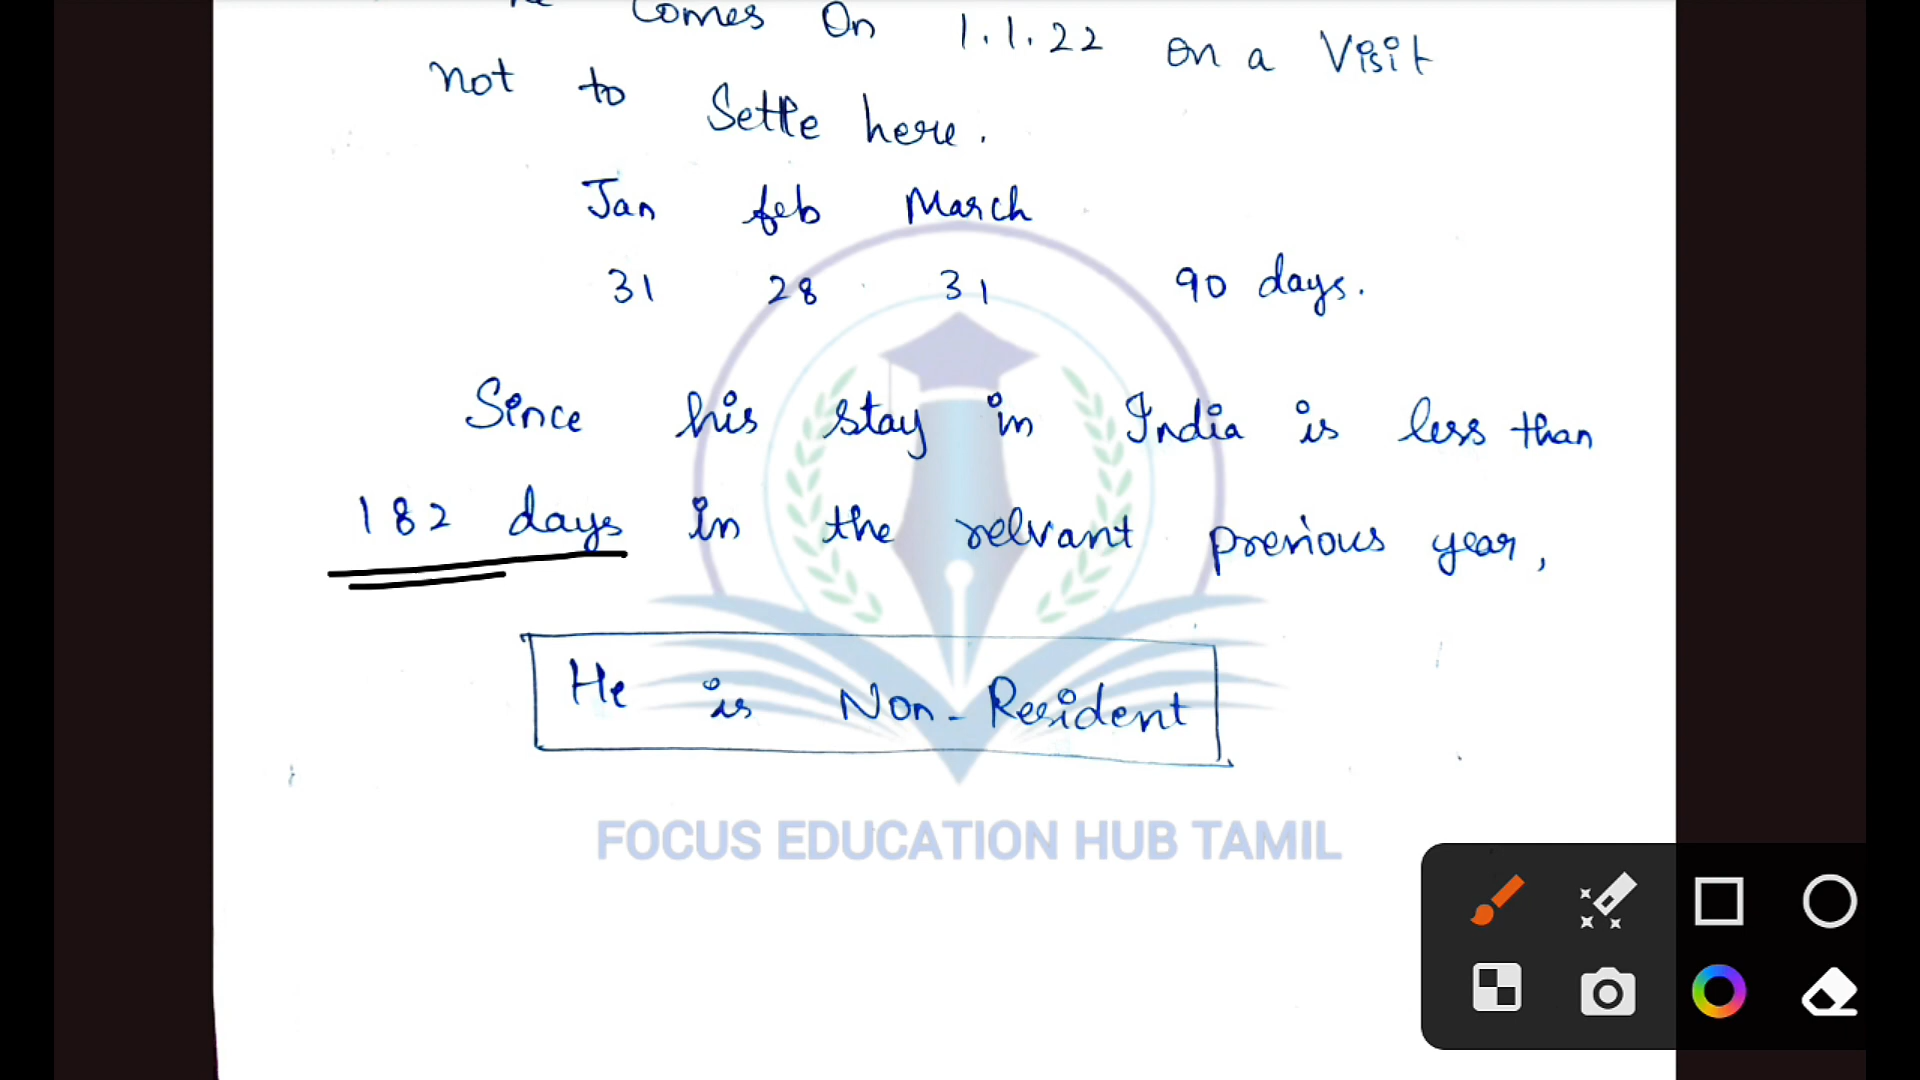 comes On 1.1.22 on a Visit
not to Settle here.
Jan feb March
31 28 31 90 days.
Since his stay in India is less than
182 days in the relvant previous year,
He is Non-Resident
FOCUS EDUCATION HUB TAMIL